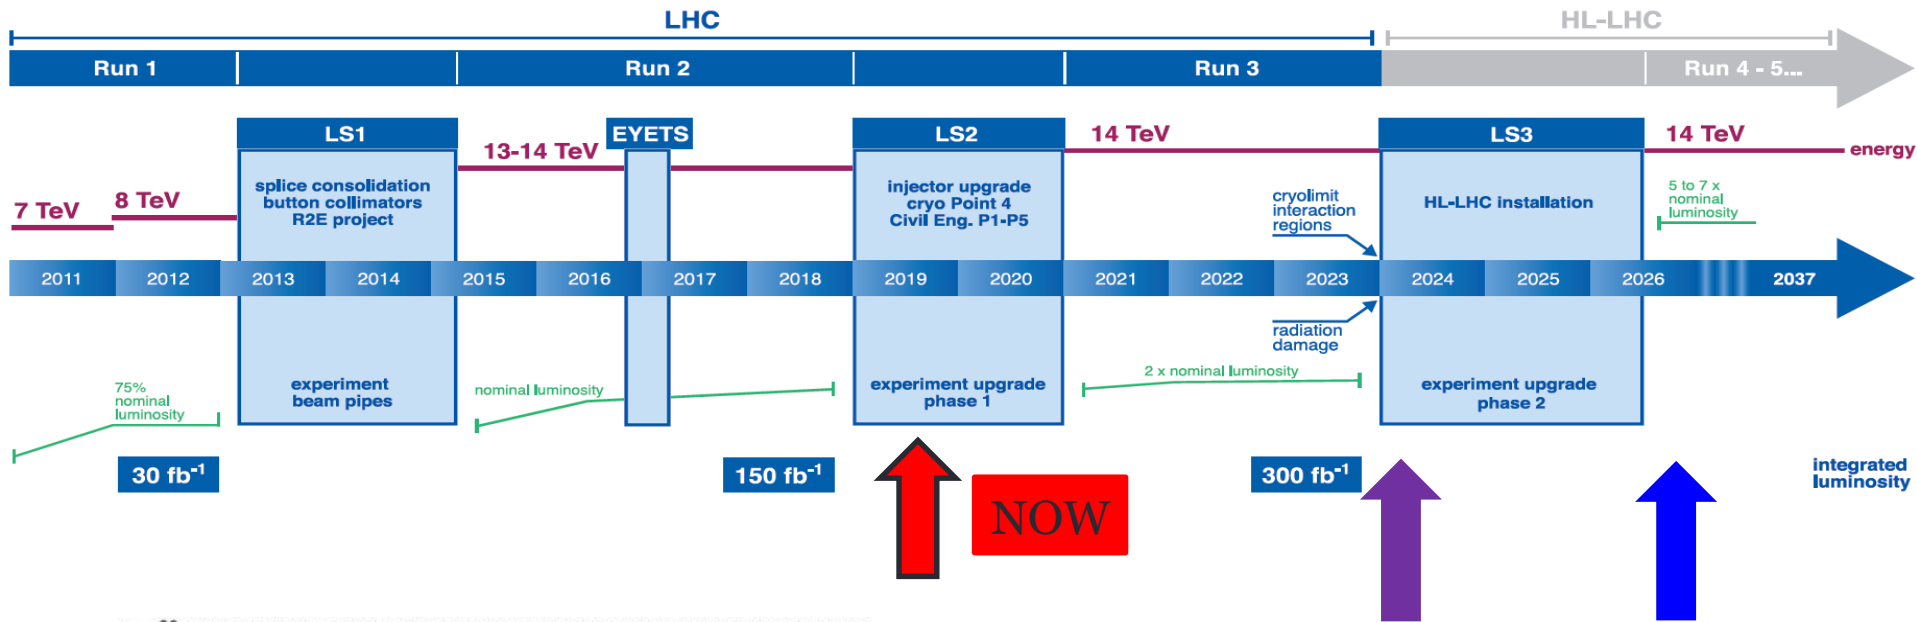 LHC
HL-LHC
Run 1
Run 2
Run 3
Run 4 - 5...
LS1
EYETS
LS2
14 TeV
LS3
14 TeV
energy
13-14 TeV
splice consolidation
button collimators
R2E project
injector upgrade
cryo Point 4
Civil Eng. P1-P5
HL-LHC installation
5 to 7 x
nominal
luminosity
7 TeV
8 TeV
cryolimit
interaction
regions
2011
2012
2013
2014
2015
2016
2017
2018
2019
2020
2021
2022
2023
2024
2025
2026
2037
radiation
damage
75%
nominal
luminosity
experiment
beam pipes
nominal luminosity
experiment upgrade
phase 1
2 x nominal luminosity
experiment upgrade
phase 2
30 fb⁻¹
150 fb⁻¹
300 fb⁻¹
integrated
luminosity
NOW